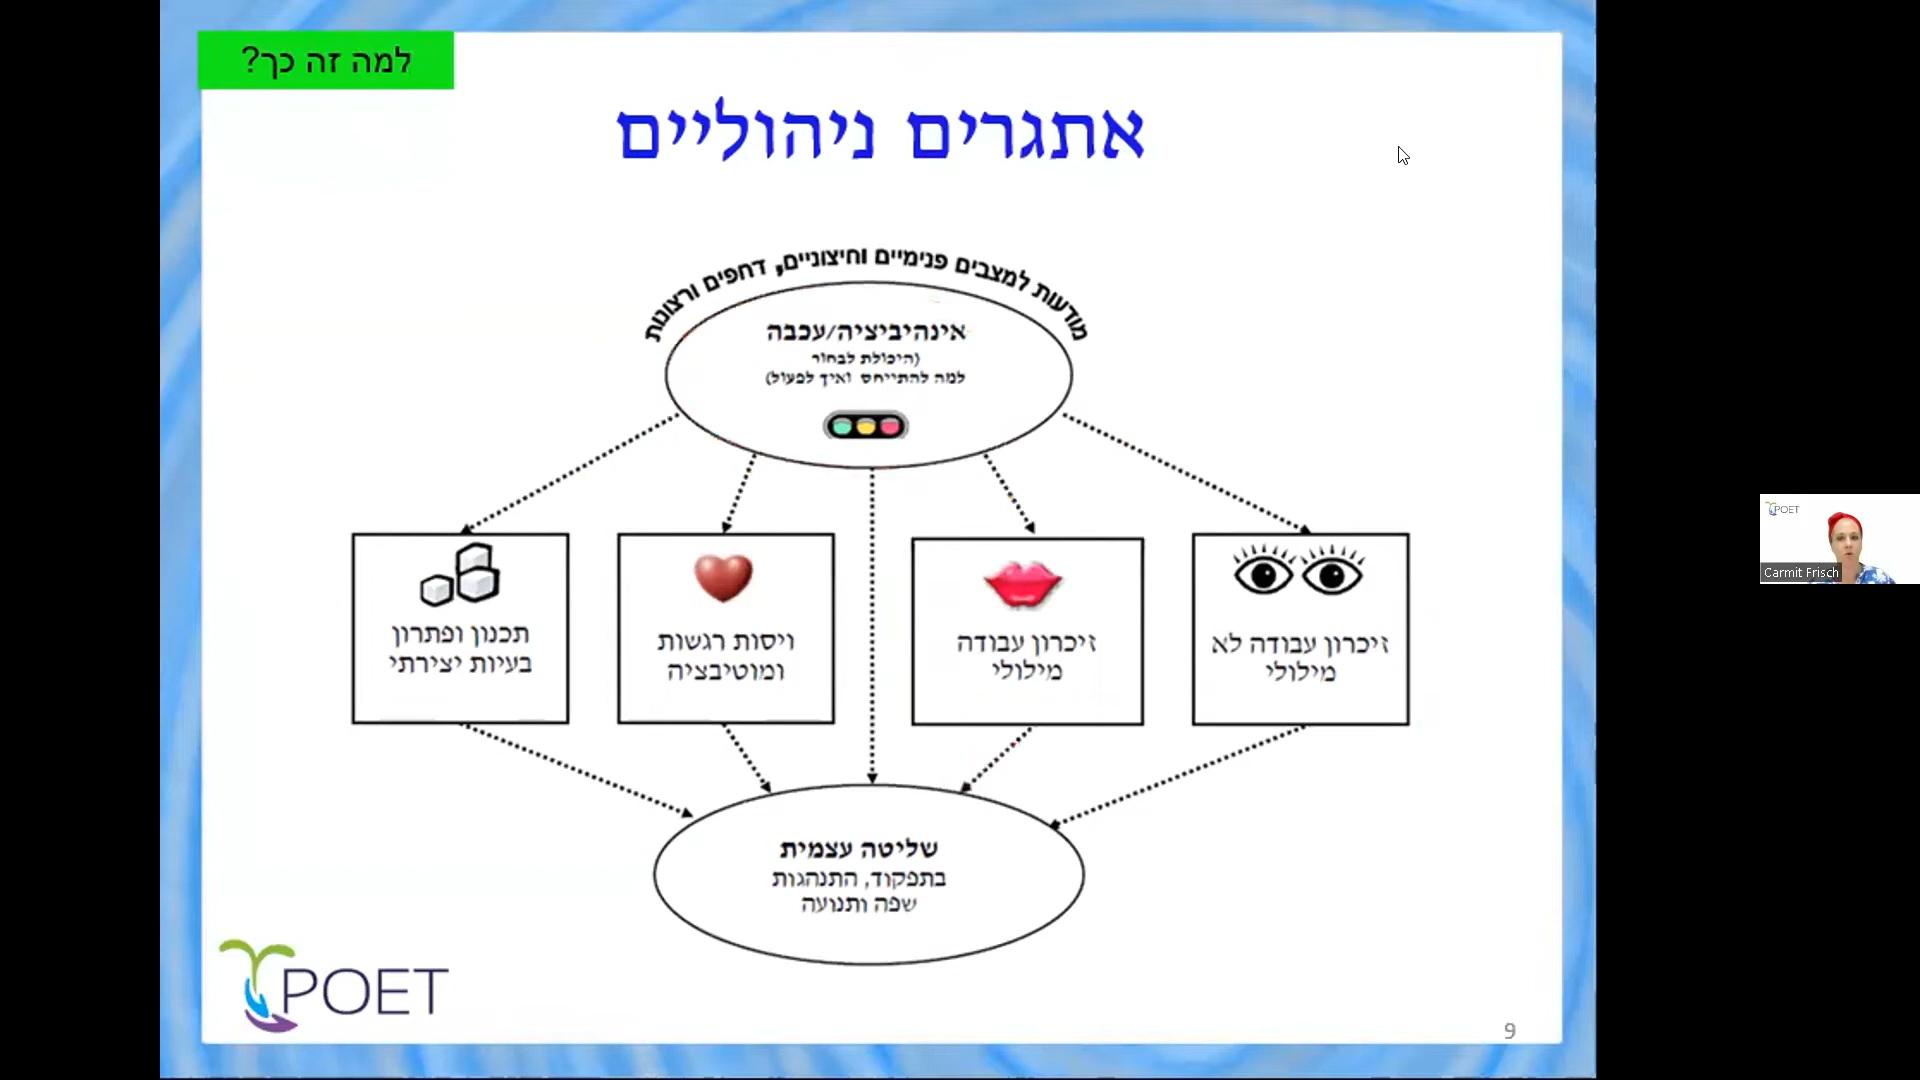 למה זה כך?
אתגרים ניהוליים
מודעות למצבים פנימיים וחיצוניים, דחפים ורצונות
אינהיביציה/עכבה
(היכולת לבחור
למה להתייחס ואיך לפעול)
זיכרון עבודה לא
מילולי
זיכרון עבודה
מילולי
ויסות רגשות
ומוטיבציה
תכנון ופתרון
בעיות יצירתי
שליטה עצמית
בתפקוד, התנהגות
שפה ותנועה
POET
9
POET
Carmit Frisch